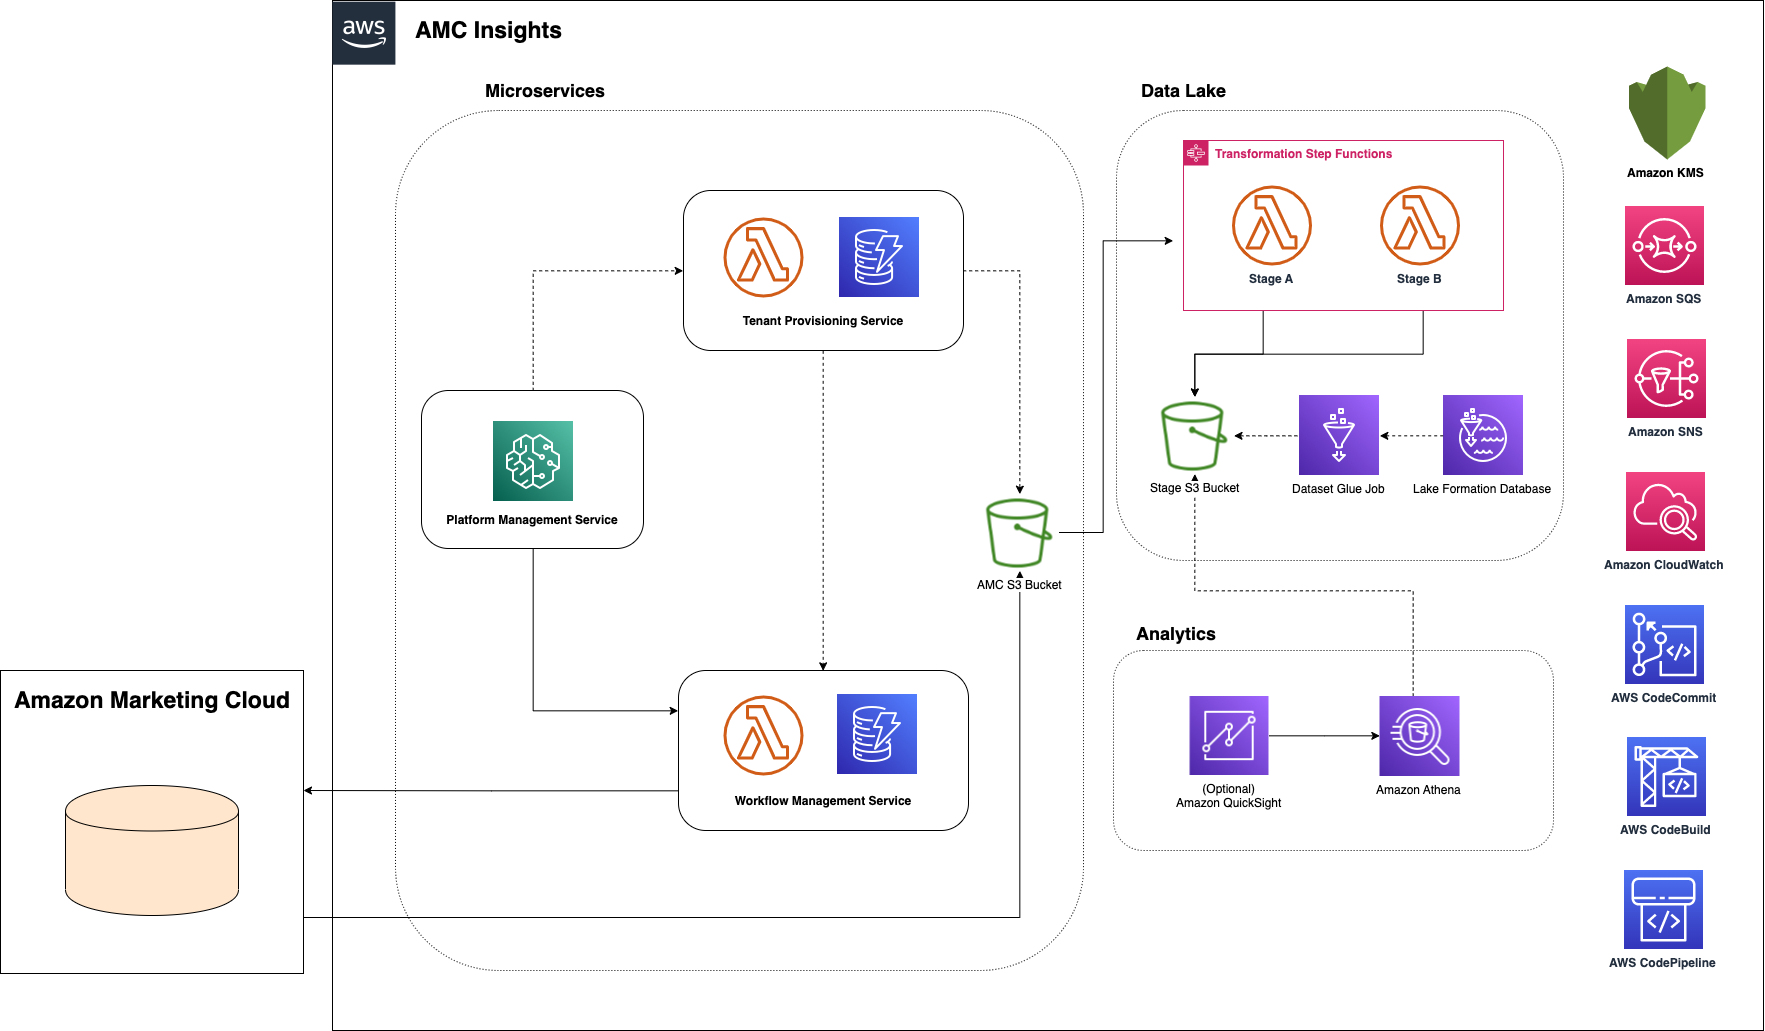 aws
AMC Insights
Microservices
Data Lake
Transformation Step Functions
Stage A
Stage B
Tenant Provisioning Service
Platform Management Service
Stage S3 Bucket
Dataset Glue Job
Lake Formation Database
AMC S3 Bucket
Analytics
Amazon Marketing Cloud
Workflow Management Service
(Optional)
Amazon QuickSight
Amazon Athena
Amazon KMS
Amazon SQS
Amazon SNS
Amazon CloudWatch
AWS CodeCommit
AWS CodeBuild
AWS CodePipeline